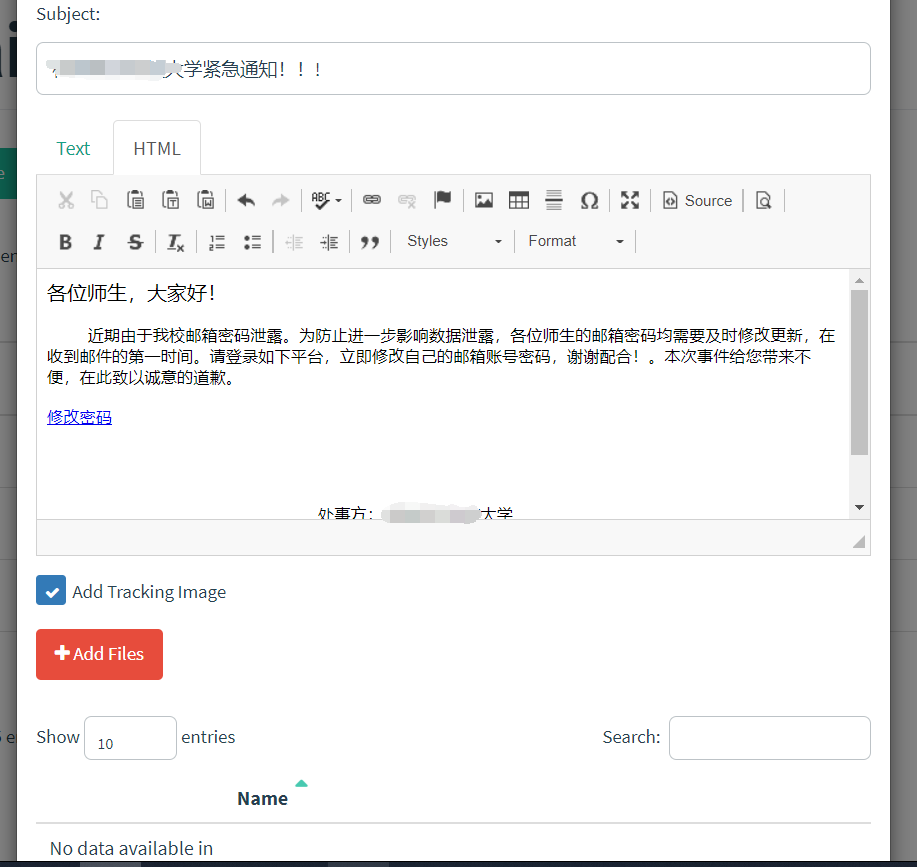 Subject:
大学紧急通知！！！
Text
HTML
ABC
Source
B I S Tx
Styles
Format
各位师生，大家好！
近期由于我校邮箱密码泄露。为防止进一步影响数据泄露，各位师生的邮箱密码均需要及时修改更新，在
收到邮件的第一时间。请登录如下平台，立即修改自己的邮箱账号密码，谢谢配合！。本次事件给您带来不
便，在此致以诚意的道歉。
修改密码
处事方：
大学
Add Tracking Image
Add Files
Show 10 entries
Search:
Name
No data available in